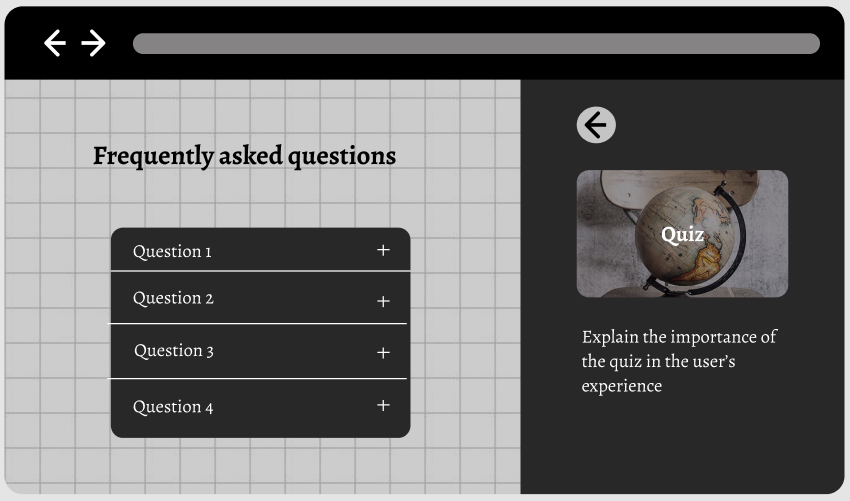 Frequently asked questions
Question 1
Question 2
Question 3
Question 4
Quiz
Explain the importance of
the quiz in the user’s
experience